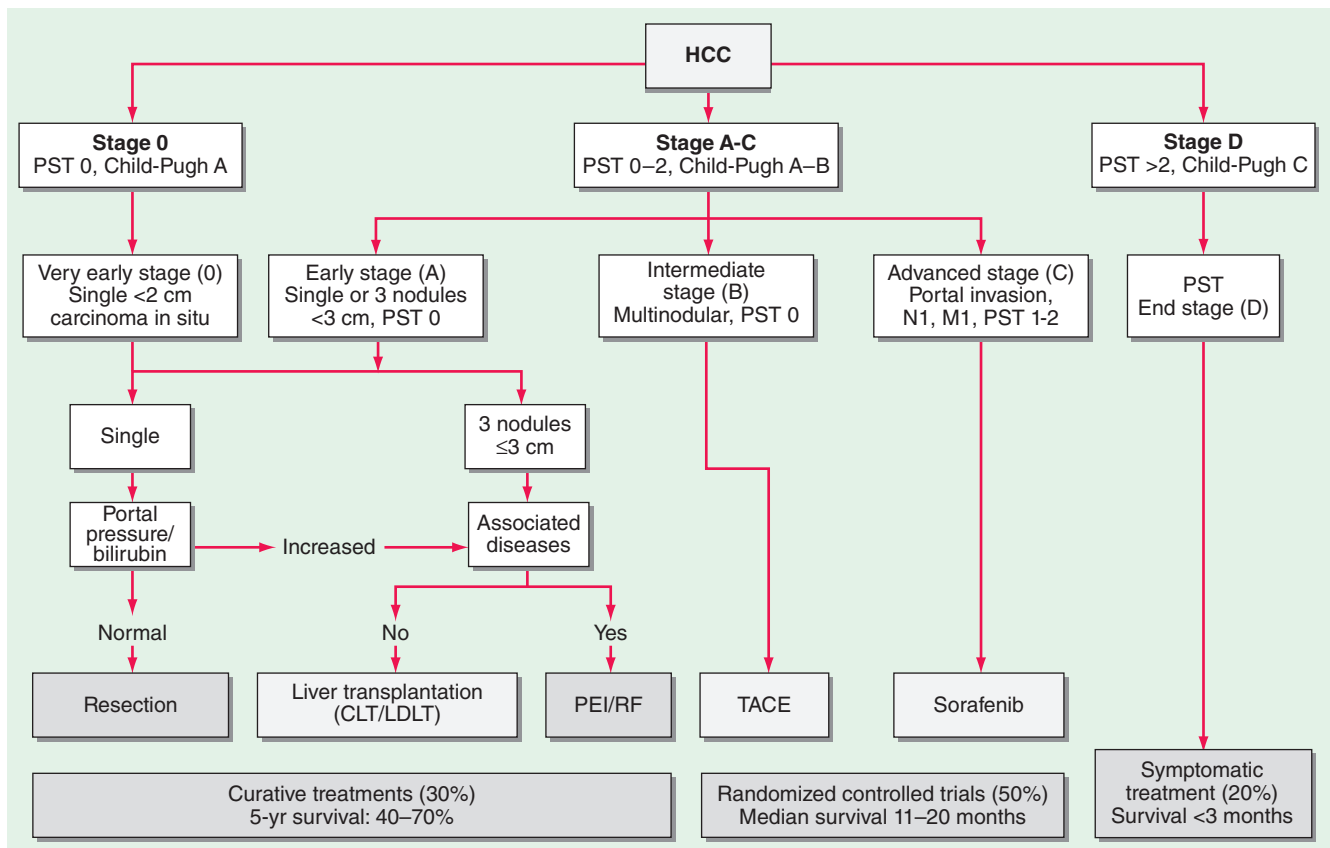 HCC
Stage 0
PST 0, Child-Pugh A
Stage A-C
PST 0–2, Child-Pugh A–B
Stage D
PST >2, Child-Pugh C
Very early stage (0)
Single <2 cm
carcinoma in situ
Early stage (A)
Single or 3 nodules
<3 cm, PST 0
Intermediate
stage (B)
Multinodular, PST 0
Advanced stage (C)
Portal invasion,
N1, M1, PST 1-2
PST
End stage (D)
Single
3 nodules
≤3 cm
Portal
pressure/
bilirubin
Increased
Associated
diseases
Normal
No
Yes
Resection
Liver transplantation
(CLT/LDLT)
PEI/RF
TACE
Sorafenib
Curative treatments (30%)
5-yr survival: 40–70%
Randomized controlled trials (50%)
Median survival 11–20 months
Symptomatic
treatment (20%)
Survival <3 months